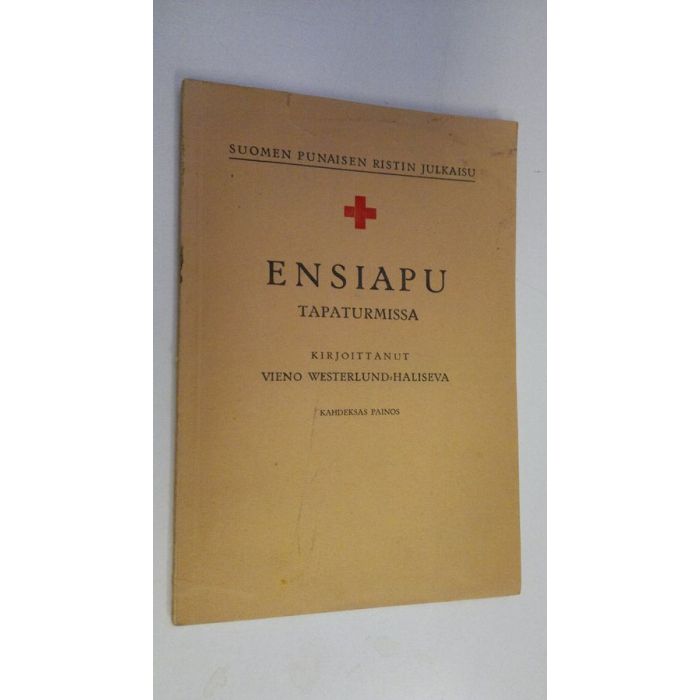 SUOMEN PUNAISEN RISTIN JULKAISU
ENSIAPU
TAPATURMISSA
KIRJOITTANUT
VIENO WESTERLUND-HALISEVA
KAHDEKSAS PAINOS